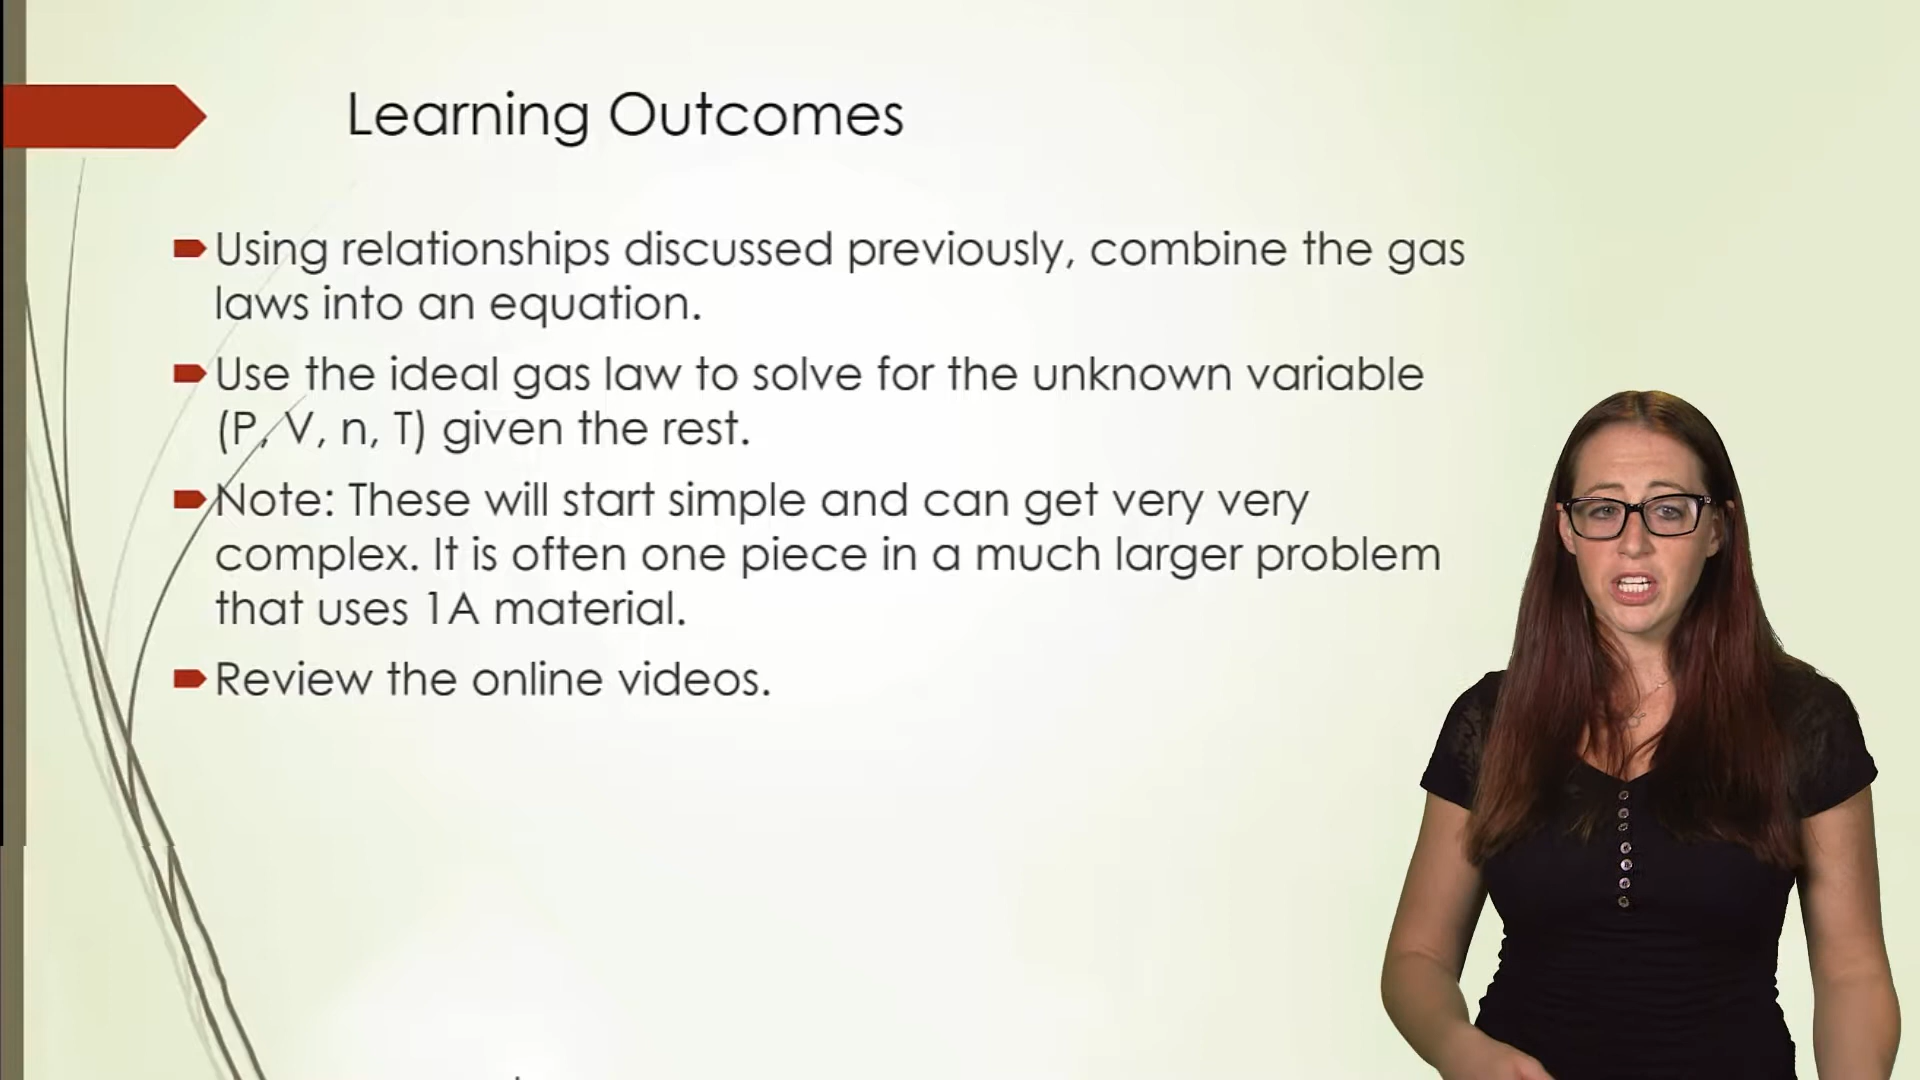 Learning Outcomes
Using relationships discussed previously, combine the gas
laws into an equation.
Use the ideal gas law to solve for the unknown variable
(P, V, n, T) given the rest.
Note: These will start simple and can get very very
complex. It is often one piece in a much larger problem
that uses 1A material.
Review the online videos.